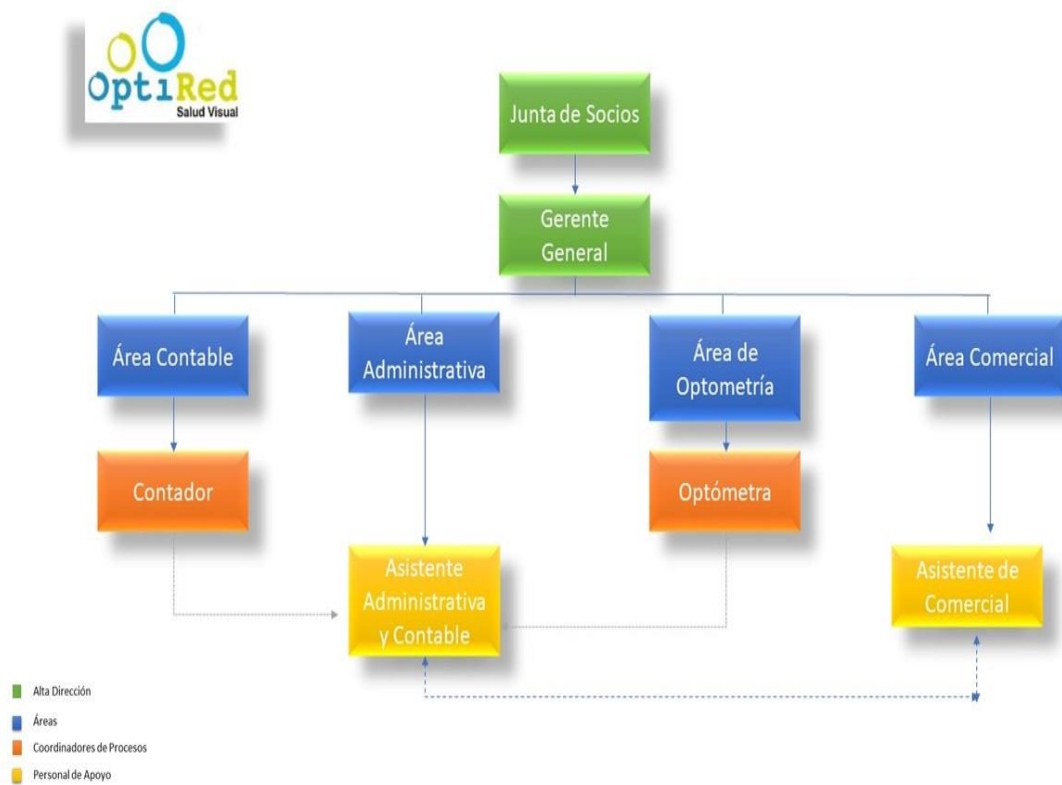 OptiRed
Salud Visual
Junta de Socios
Gerente
General
Área Contable
Área
Administrativa
Área de
Optometría
Área Comercial
Contador
Optómetra
Asistente
Administrativa
y Contable
Asistente de
Comercial
Alta Dirección
Áreas
Coordinadores de Procesos
Personal de Apoyo